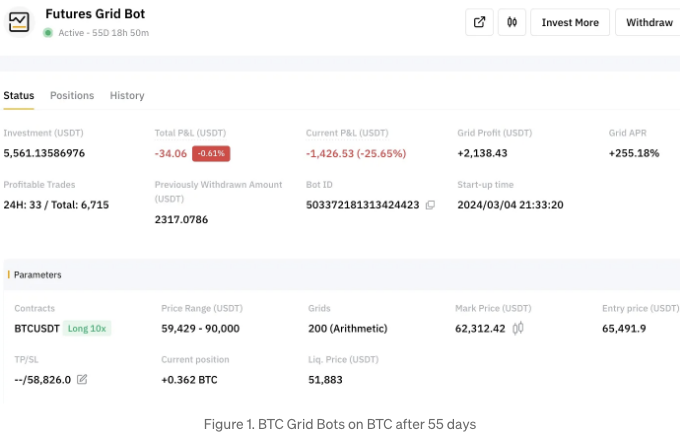 Futures Grid Bot
Active - 55D 18h 50m
Invest More
Withdraw
Status Positions History
Investment (USDT) Total P&L (USDT) Current P&L (USDT) Grid Profit (USDT) Grid APR
5,561.13586976 -34.06 -0.61% -1,426.53 (-25.65%) +2,138.43 +255.18%
Profitable Trades Previously Withdrawn Amount Bot ID Start-up time
(USDT)
24H: 33 / Total: 6,715 503372181313424423 2024/03/04 21:33:20
2317.0786
Parameters
Contracts Price Range (USDT) Grids Mark Price (USDT) Entry price (USDT)
BTCUSDT Long 10x 59,429 - 90,000 200 (Arithmetic) 62,312.42 65,491.9
TP/SL Current position Liq. Price (USDT)
--/58,826.0 +0.362 BTC 51,883
Figure 1. BTC Grid Bots on BTC after 55 days